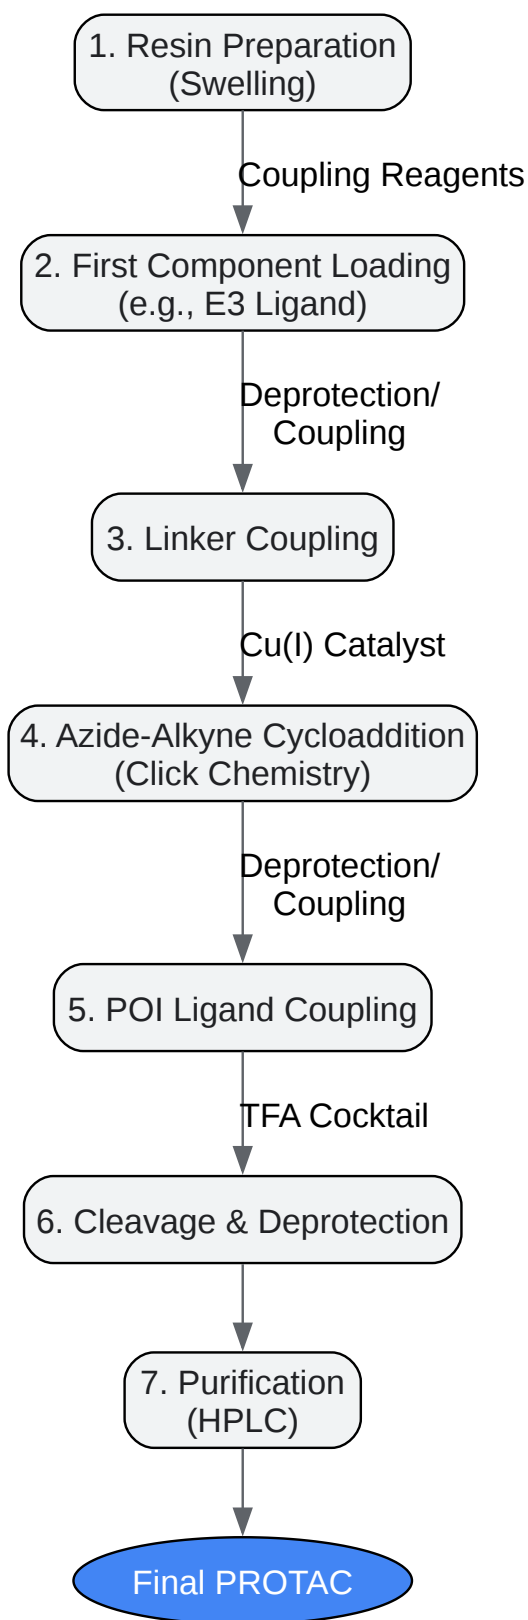 1. Resin Preparation
(Swelling)
Coupling Reagents
2. First Component Loading
(e.g., E3 Ligand)
Deprotection/
Coupling
3. Linker Coupling
Cu(I) Catalyst
4. Azide-Alkyne Cycloaddition
(Click Chemistry)
Deprotection/
Coupling
5. POI Ligand Coupling
TFA Cocktail
6. Cleavage & Deprotection
7. Purification
(HPLC)
Final PROTAC